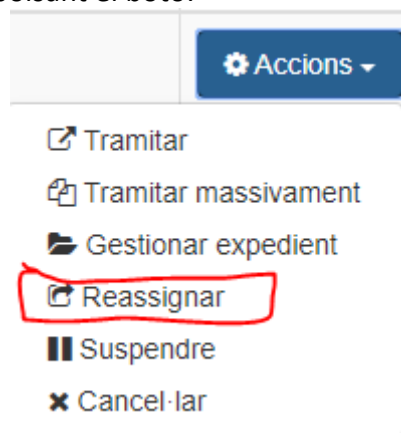 Accions
Tramitar
Tramitar massivament
Gestionar expedient
Reassignar
Suspendre
Cancel·lar